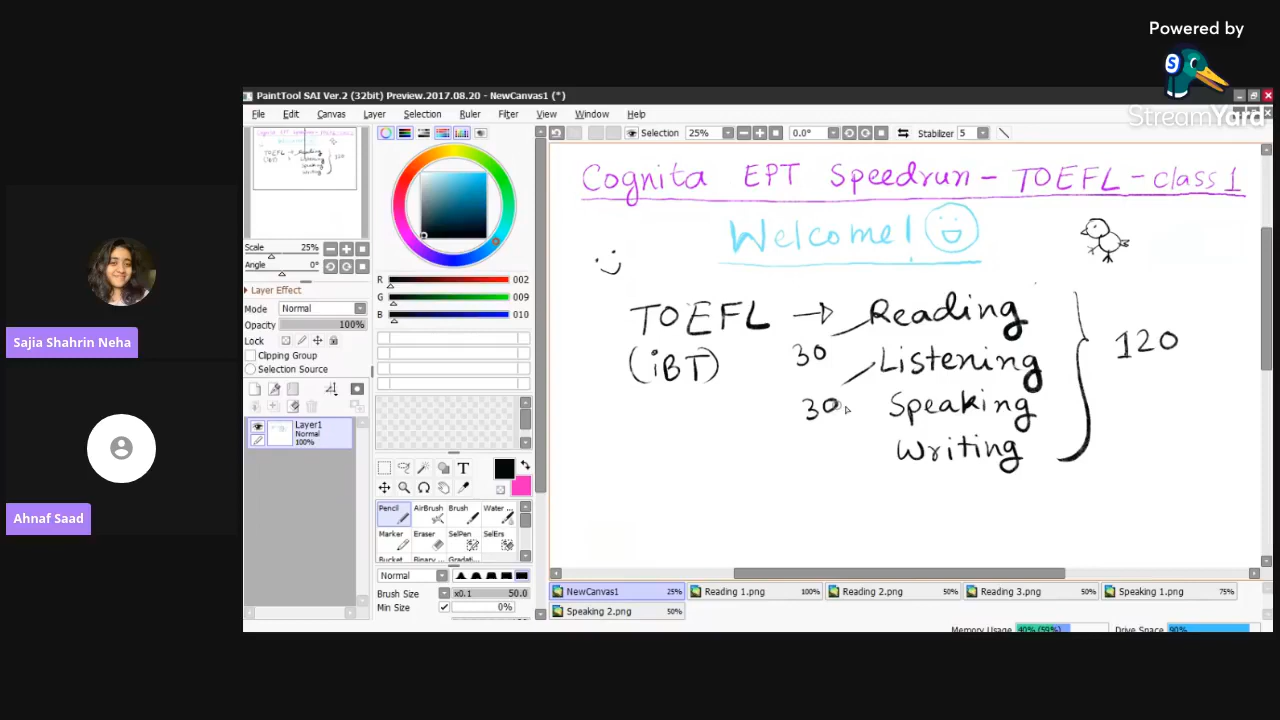 Powered by
StreamYard
PaintTool SAI Ver.2 (32bit) Preview.2017.08.20 - NewCanvas1 (*)
File Edit Canvas Layer Selection Ruler Filter View Window Help
Selection 25% 0.0° Stabilizer 5
Scale 25%
Angle 0°
Layer Effect
Mode Normal
Opacity 100%
Lock
Clipping Group
Selection Source
Layer1
Normal
100%
R 002
G 009
B 010
T
Pencil AirBrush Brush Water ...
Marker Eraser SelPen SelErs
Bucket Binary ... Gradati...
Normal
Brush Size x0.1 50.0
Min Size 0%
Cognita EPT Speedrun - TOEFL - class 1
Welcome!
TOEFL → Reading
30
(iBT) Listening
30 Speaking
Writing
120
Sajia Shahrin Neha
Ahnaf Saad
NewCanvas1 25% Reading 1.png 100% Reading 2.png 50% Reading 3.png 50% Speaking 1.png 75%
Speaking 2.png 50%
Memory Usage 40% (59%) Drive Space 90%